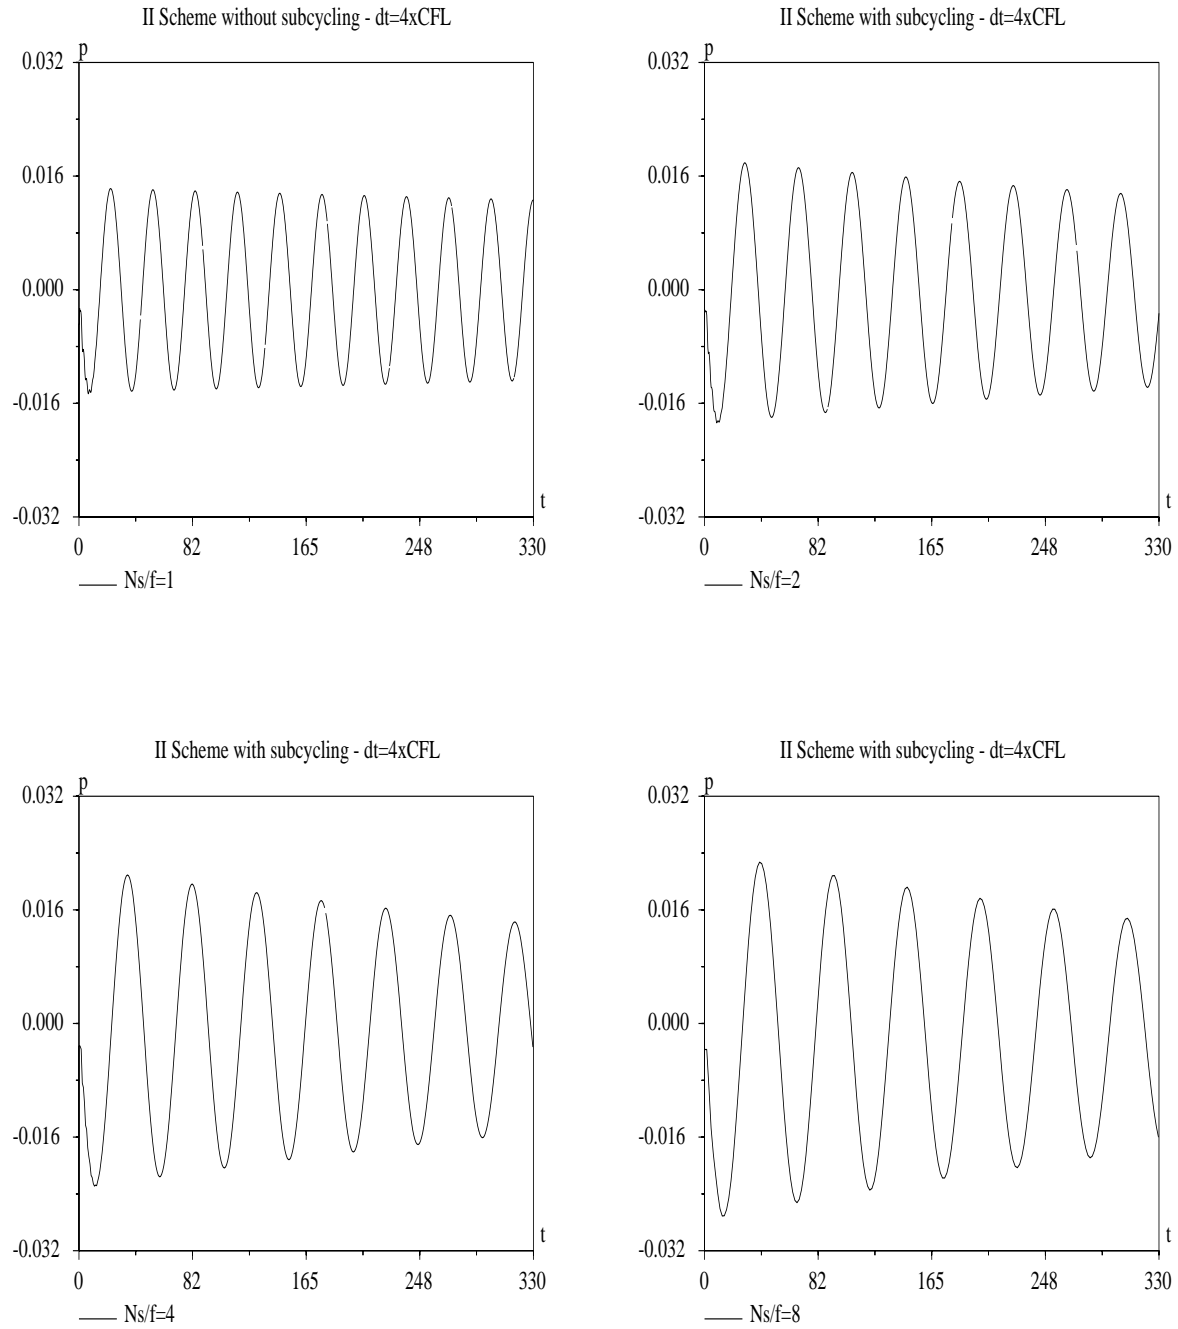 II Scheme without subcycling - dt=4xCFL
p
0.032
0.016
0.000
-0.016
-0.032
t
0 82 165 248 330
Ns/f=1
II Scheme with subcycling - dt=4xCFL
p
0.032
0.016
0.000
-0.016
-0.032
t
0 82 165 248 330
Ns/f=2
II Scheme with subcycling - dt=4xCFL
p
0.032
0.016
0.000
-0.016
-0.032
t
0 82 165 248 330
Ns/f=4
II Scheme with subcycling - dt=4xCFL
p
0.032
0.016
0.000
-0.016
-0.032
t
0 82 165 248 330
Ns/f=8